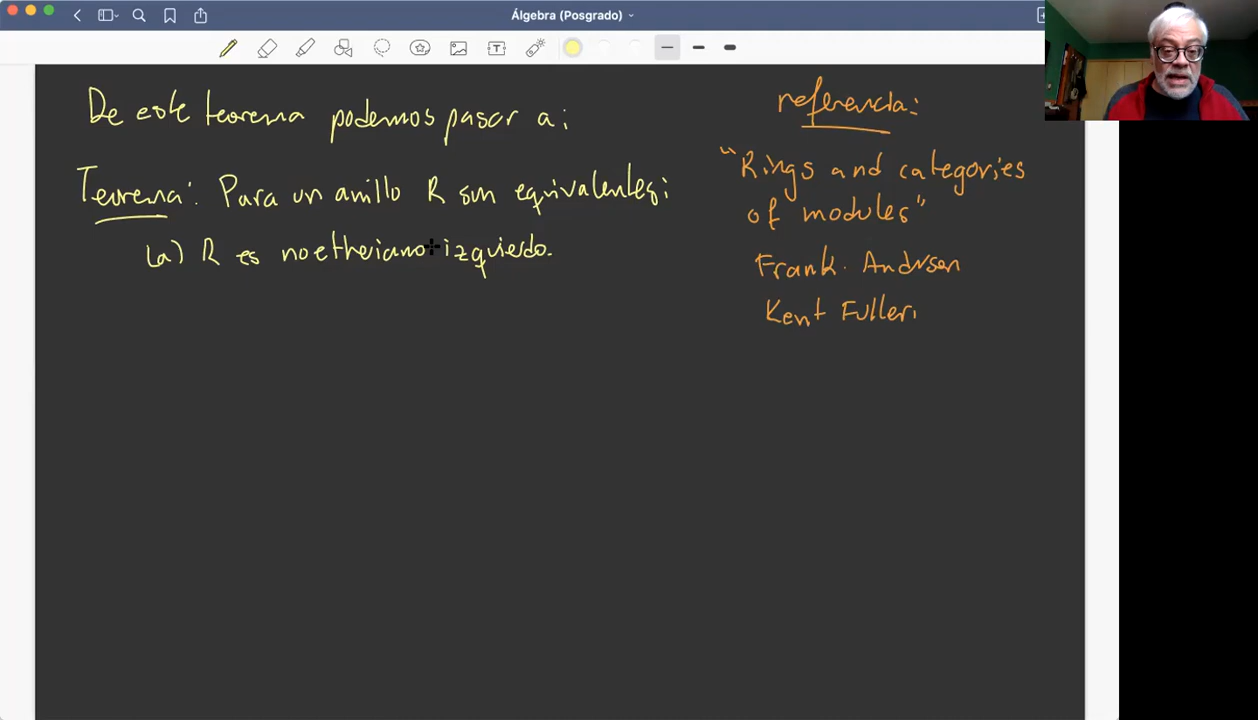 Álgebra (Posgrado)
De este teorema podemos pasar a:
Teorema: Para un anillo R son equivalentes:
(a) R es noetheriano izquierdo.
referencia:
"Rings and categories
of modules"
Frank. Anderson
Kent Fuller.